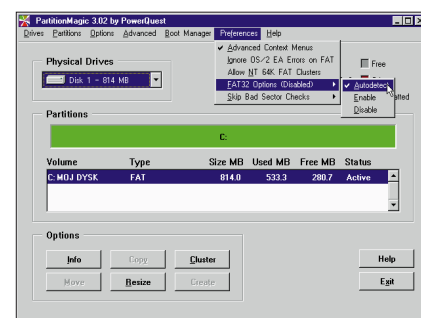 PartitionMagic 3.02 by PowerQuest
Drives Partitions Options Advanced Boot Manager Preferences Help
Advanced Context Menus
Ignore OS/2 EA Errors on FAT
Allow NT 64K FAT Clusters
FAT32 Options (Disabled)
Skip Bad Sector Checks
Autodetect
Enable
Disable
Physical Drives
Disk 1 - 814 MB
Free
atted
Partitions
C:
Volume Type Size MB Used MB Free MB Status
C: MOJ DYSK FAT 814.0 533.3 280.7 Active
Options
Info Copy Cluster Help
Move Resize Create Exit